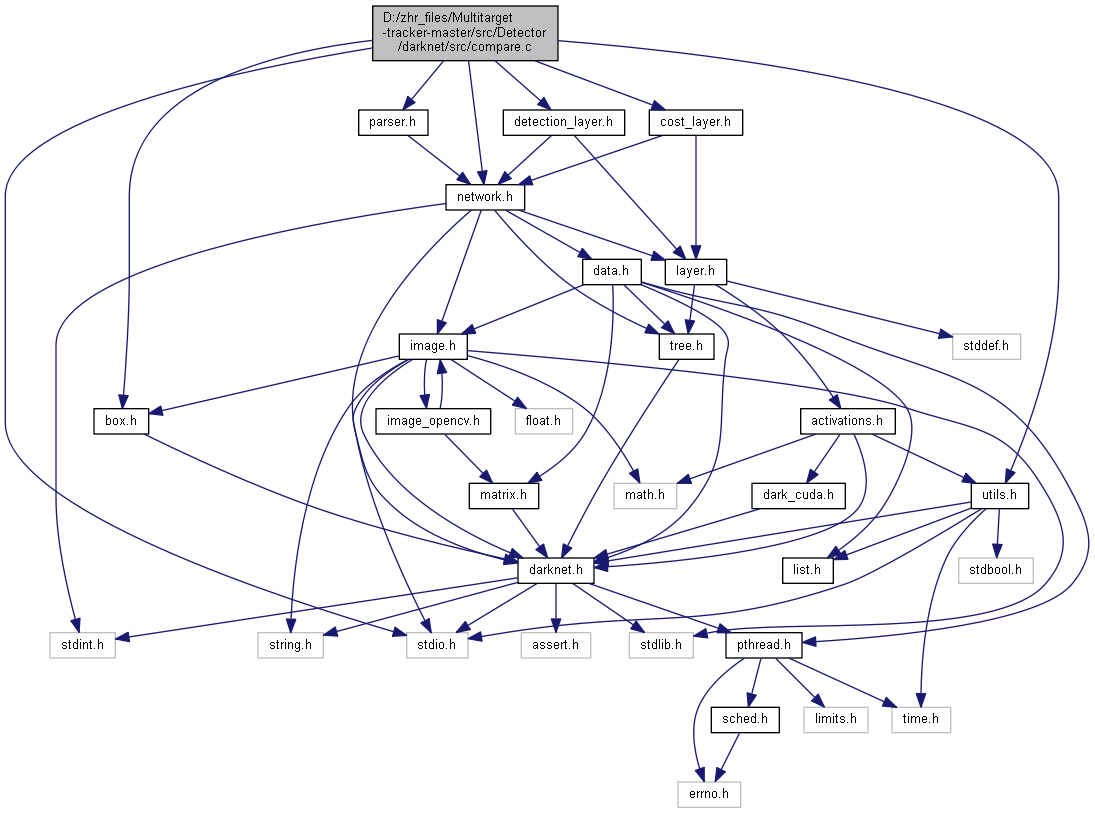 D:/zhr_files/Multitarget
-tracker-master/src/Detector
/darknet/src/compare.c
parser.h
detection_layer.h
cost_layer.h
network.h
data.h
layer.h
image.h
tree.h
stddef.h
box.h
image_opencv.h
float.h
activations.h
matrix.h
math.h
dark_cuda.h
utils.h
darknet.h
list.h
stdbool.h
stdint.h
string.h
stdio.h
assert.h
stdlib.h
pthread.h
sched.h
limits.h
time.h
errno.h